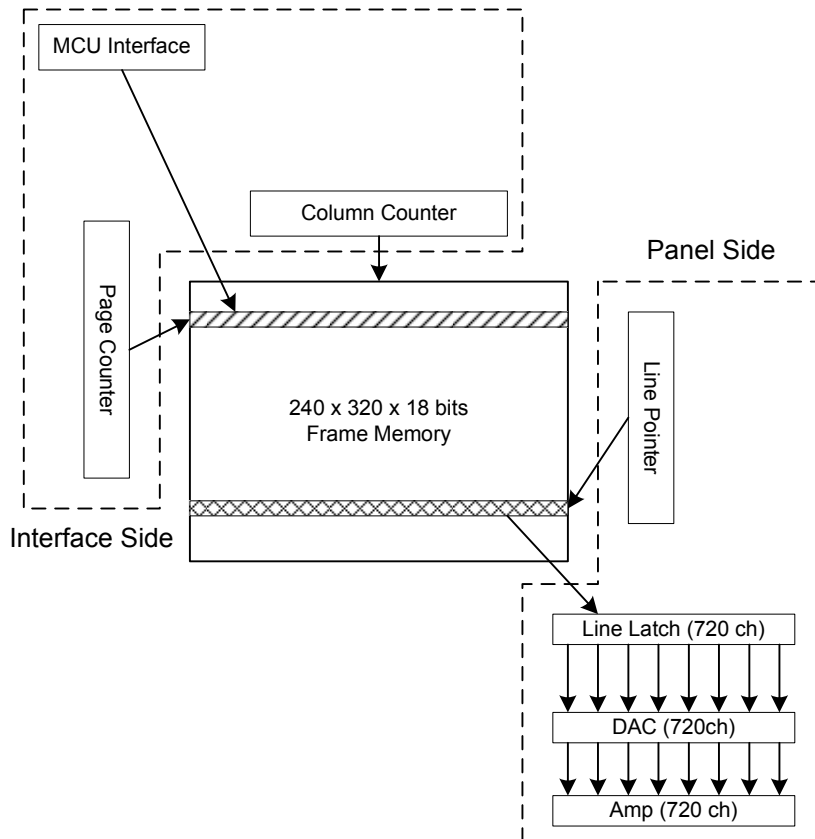 MCU Interface
Column Counter
Panel Side
Page Counter
Line Pointer
240 x 320 x 18 bits
Frame Memory
Interface Side
Line Latch (720 ch)
DAC (720ch)
Amp (720 ch)